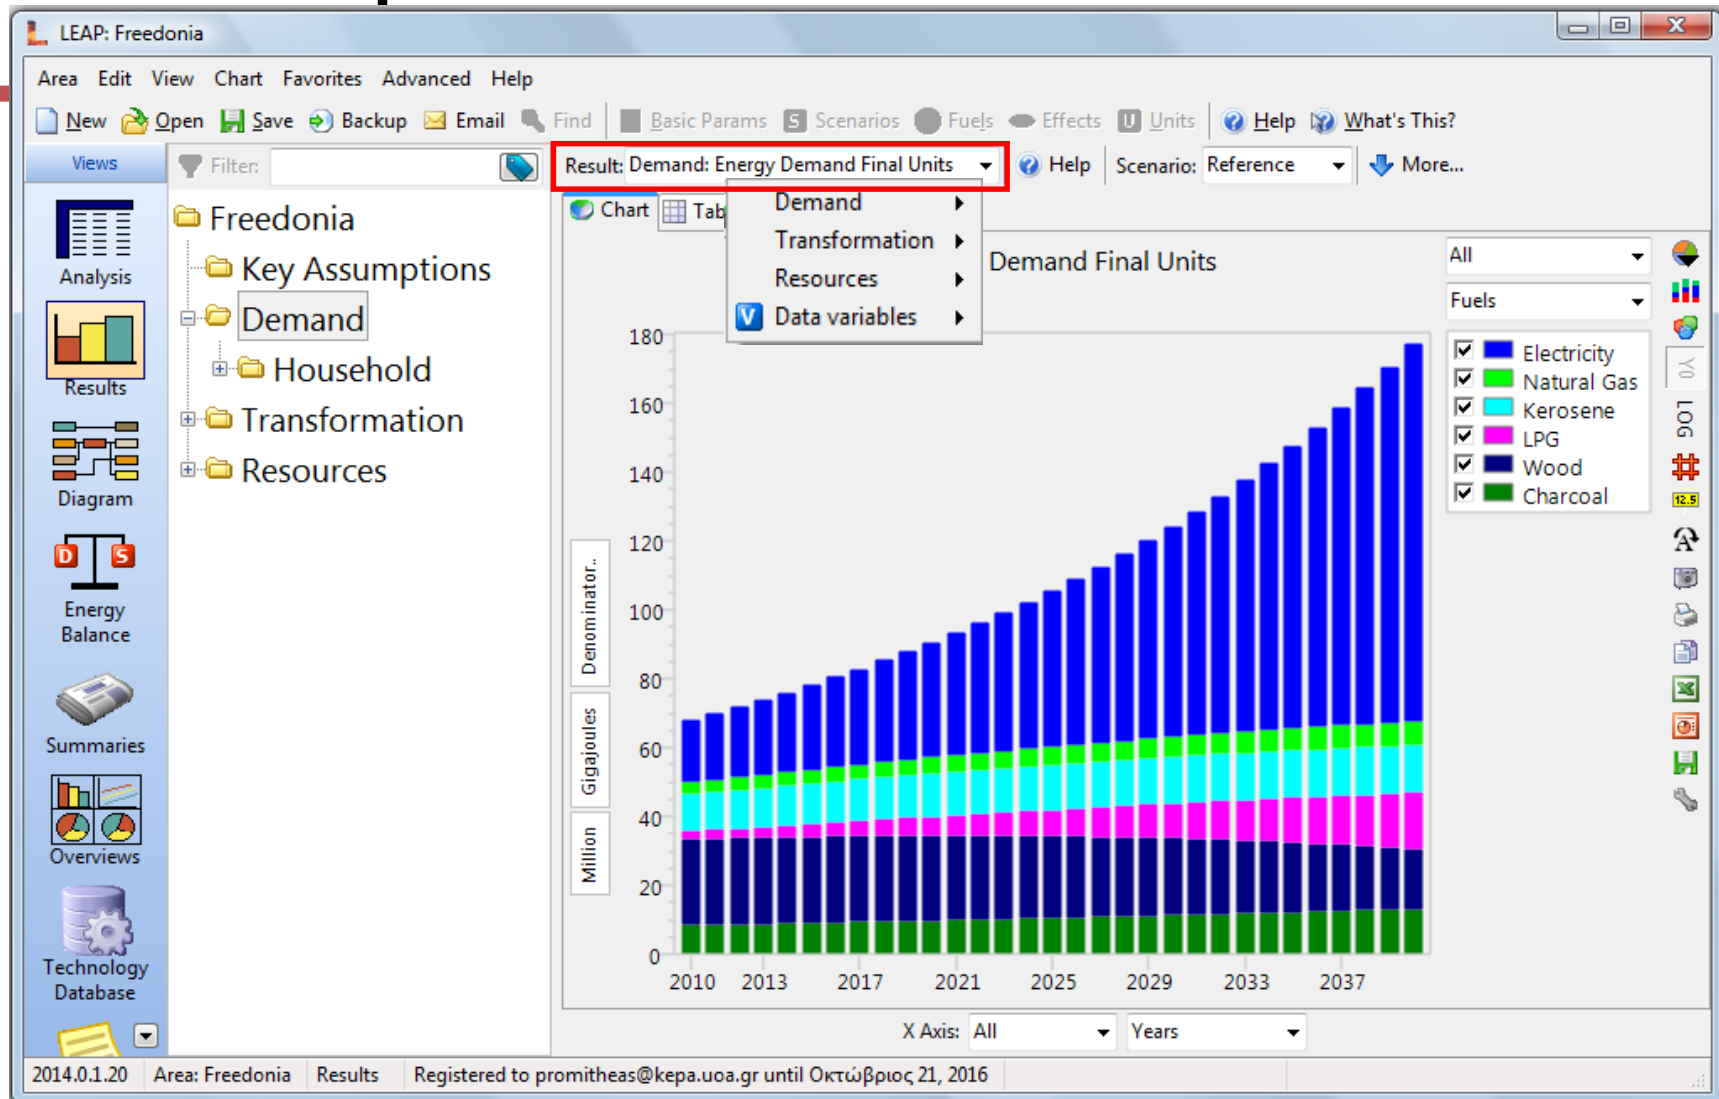 LEAP: Freedonia
Area Edit View Chart Favorites Advanced Help
New Open Save Backup Email Find Basic Params Scenarios Fuels Effects Units Help What's This?
Views
Filter:
Result: Demand: Energy Demand Final Units Help Scenario: Reference More...
Analysis
Results
Diagram
Energy
Balance
Summaries
Overviews
Technology
Database
Freedonia
Key Assumptions
Demand
Household
Transformation
Resources
Chart Tab
Demand
Transformation
Resources
Data variables
Demand Final Units
All
Fuels
Electricity
Natural Gas
Kerosene
LPG
Wood
Charcoal
Y0
LOG
12.5
Denominator..
Gigajoules
Million
180
160
140
120
100
80
60
40
20
0
2010 2013 2017 2021 2025 2029 2033 2037
X Axis: All Years
2014.0.1.20 Area: Freedonia Results Registered to promitheas@kepa.uoa.gr until Οκτώβριος 21, 2016